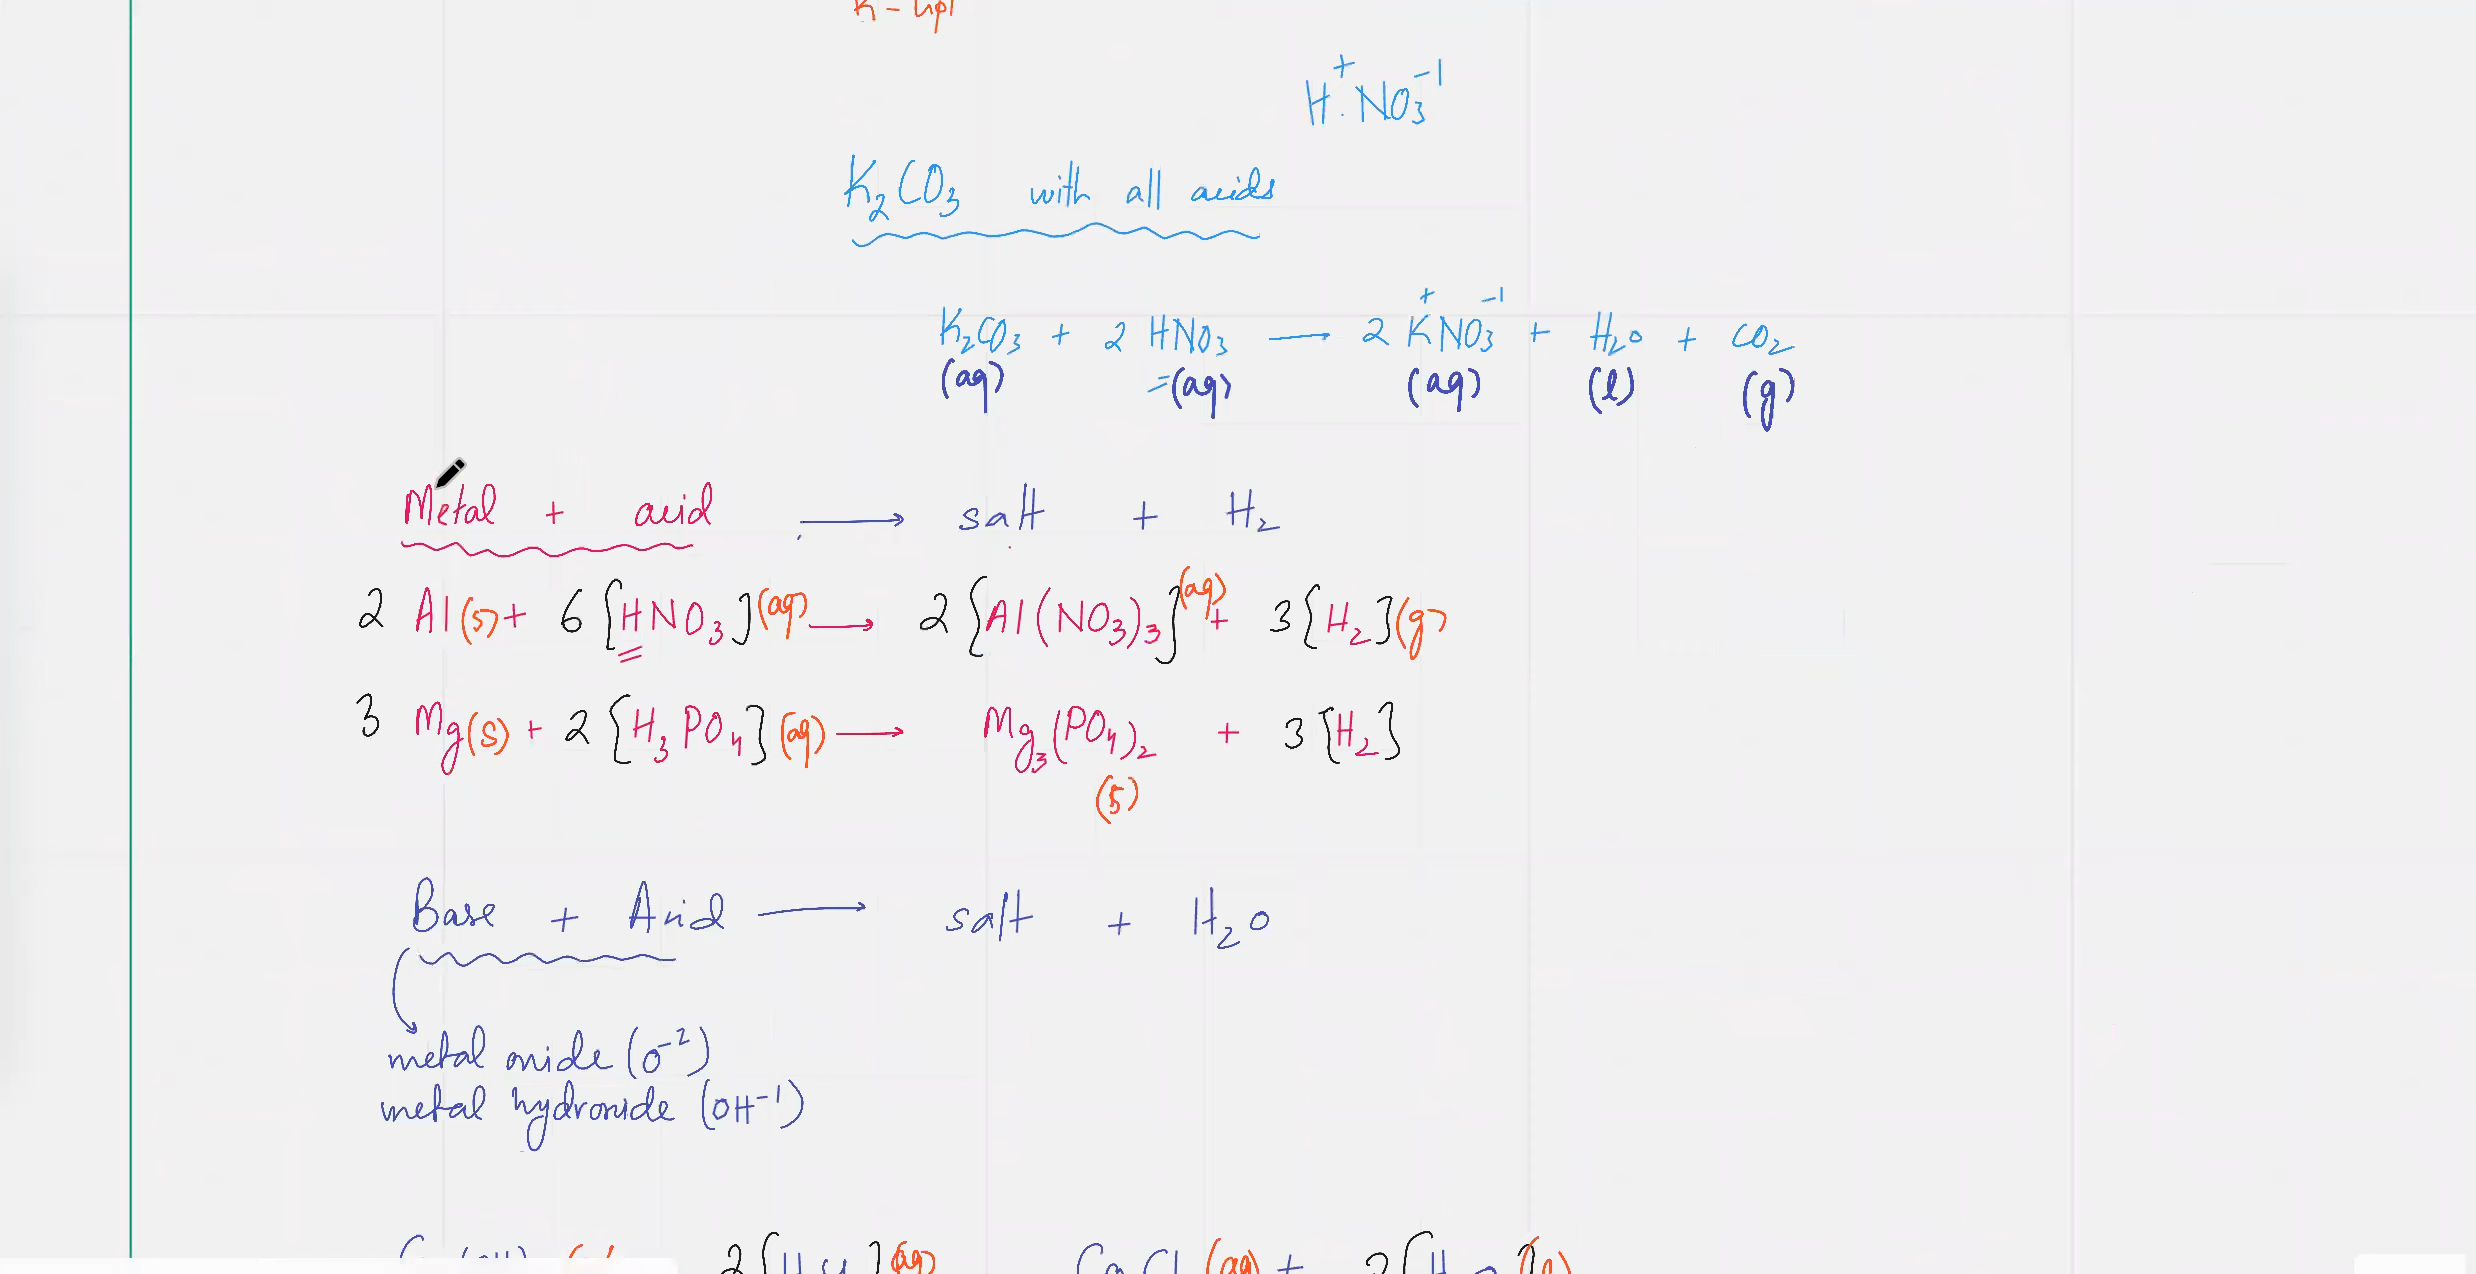 H⁺ NO₃⁻¹
K₂CO₃ with all acids
K₂CO₃ (aq) + 2 HNO₃ (aq) → 2 K⁺NO₃⁻¹ (aq) + H₂O (l) + CO₂ (g)
Metal + acid → salt + H₂
2 Al(s) + 6[HNO₃](aq) → 2[Al(NO₃)₃](aq) + 3[H₂](g)
3 Mg(s) + 2[H₃PO₄](aq) → Mg₃(PO₄)₂ + 3[H₂]
(s)
Base + Acid → salt + H₂O
metal oxide (O⁻²)
metal hydroxide (OH⁻¹)